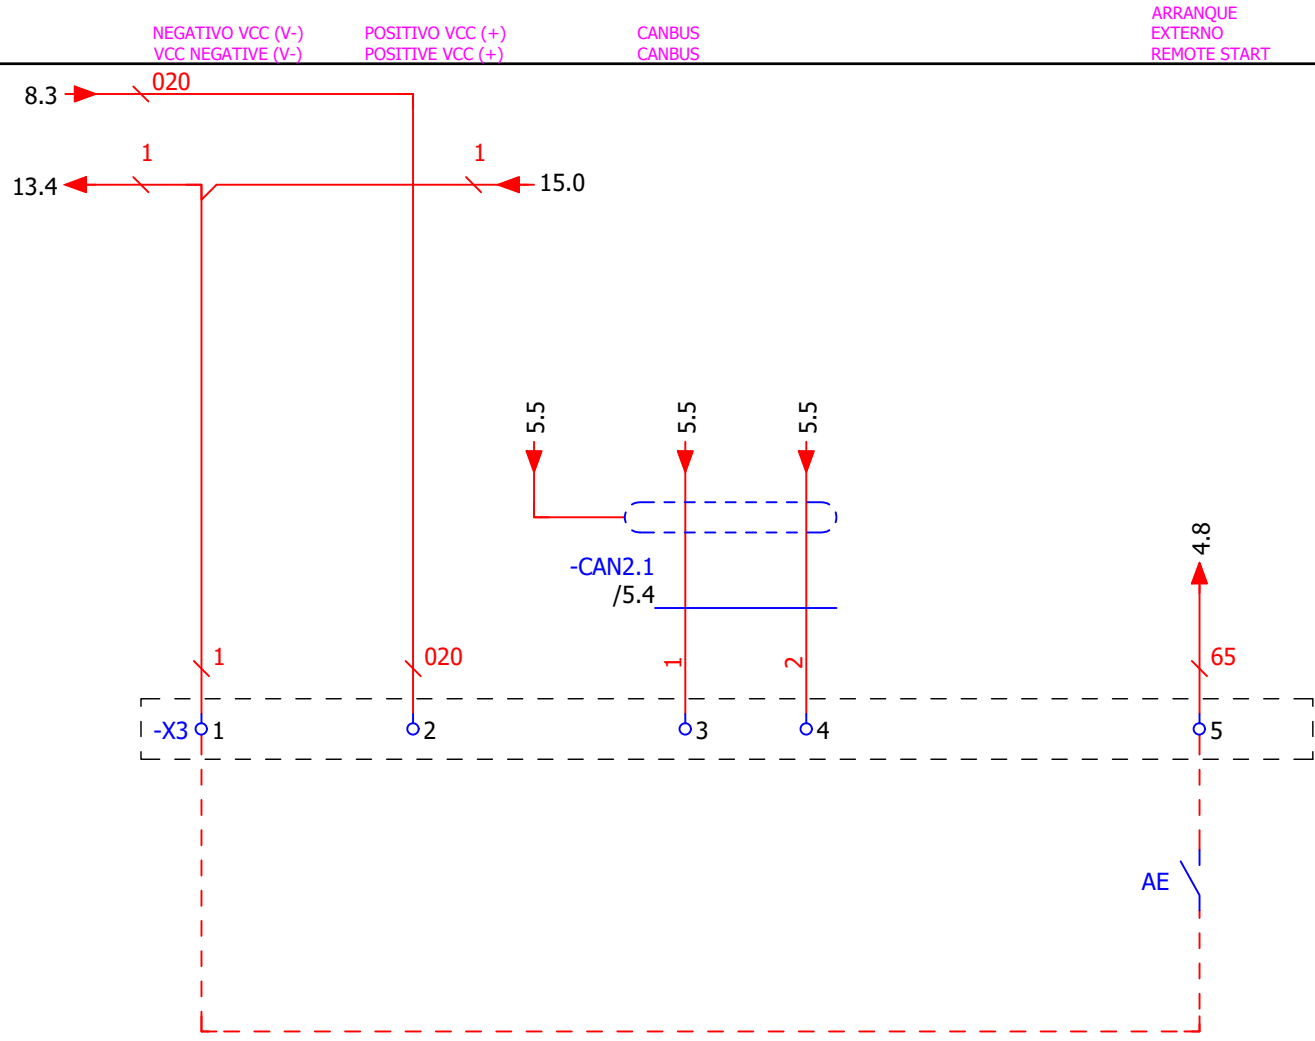 NEGATIVO VCC (V-)
VCC NEGATIVE (V-)
POSITIVO VCC (+)
POSITIVE VCC (+)
CANBUS
CANBUS
ARRANQUE
EXTERNO
REMOTE START
8.3
020
13.4
1
1
15.0
5.5
5.5
5.5
-CAN2.1
/5.4
4.8
1
020
1
2
65
-X3
1
2
3
4
5
AE